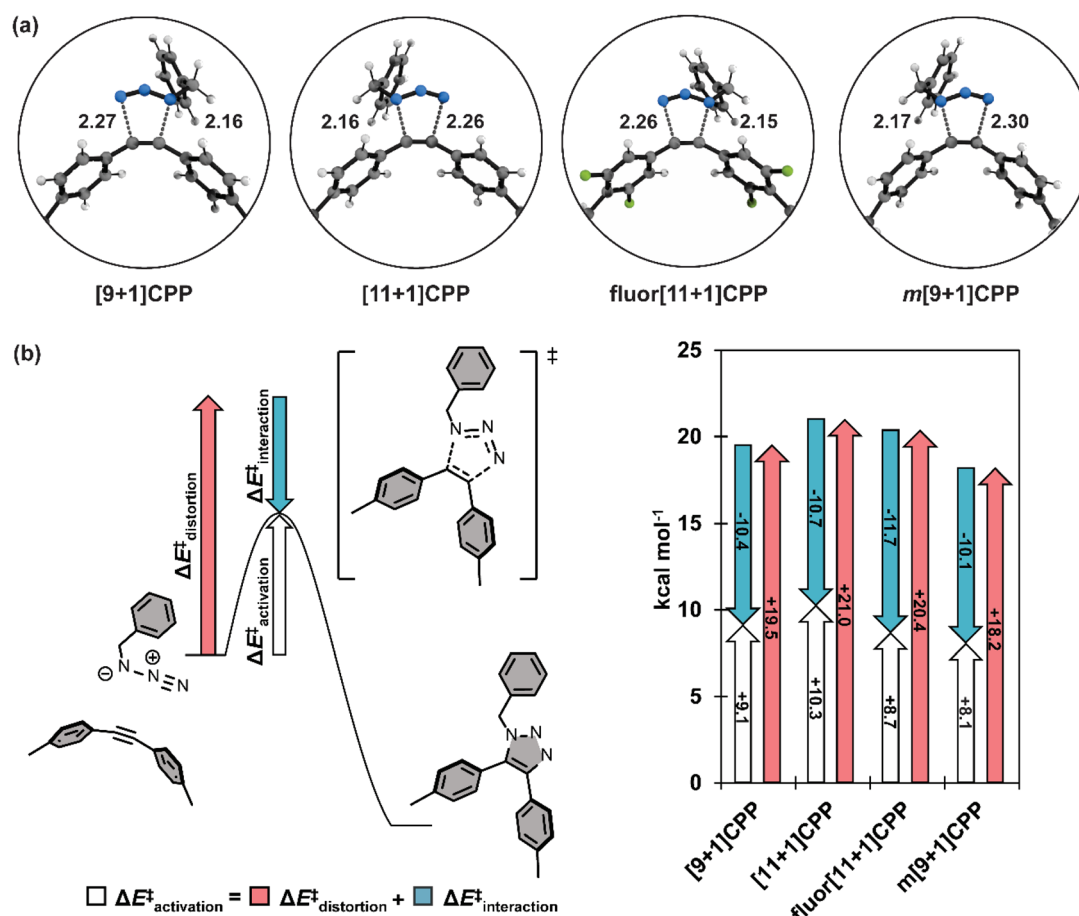 (a)
2.27
2.16
2.16
2.26
2.26
2.15
2.17
2.30
[9+1]CPP
[11+1]CPP
fluor[11+1]CPP
m[9+1]CPP
(b)
ΔE‡distortion
ΔE‡interaction
ΔE‡activation
⊖
N
⊕
N
N
‡
N
N
N
N
N
N
ΔE‡activation = ΔE‡distortion + ΔE‡interaction
kcal mol-1
25
20
15
10
5
0
-10.4
+9.1
+19.5
-10.7
+10.3
+21.0
-11.7
+8.7
+20.4
-10.1
+8.1
+18.2
[9+1]CPP
[11+1]CPP
fluor[11+1]CPP
m[9+1]CPP